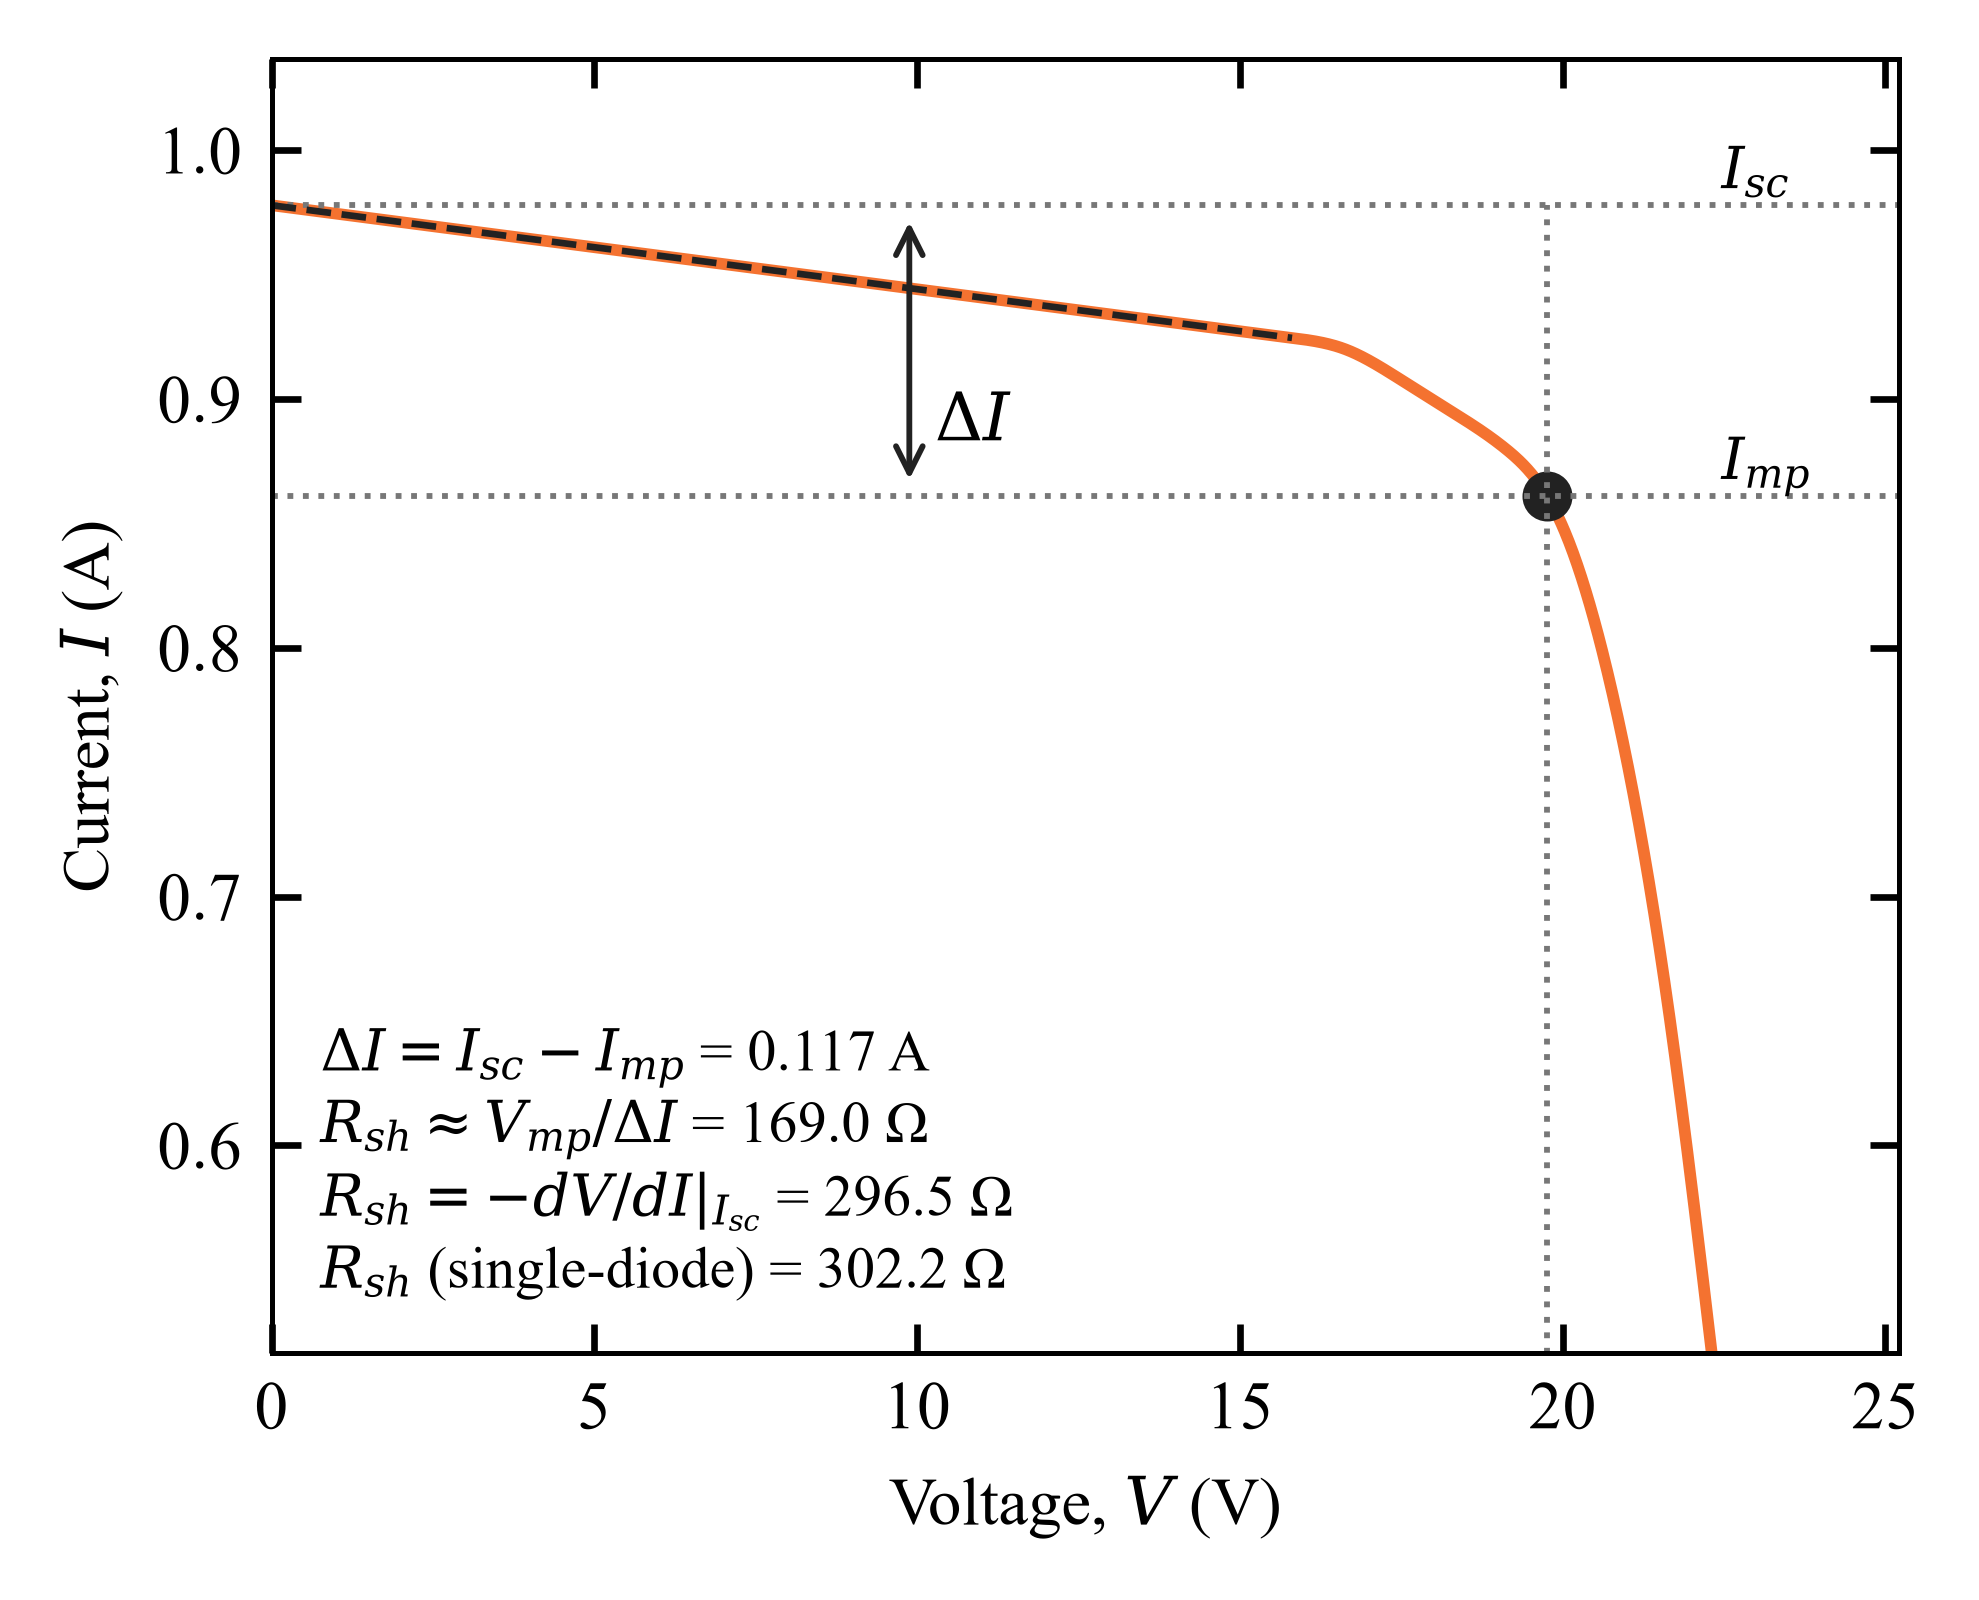 1.0
0.9
0.8
0.7
0.6
0
5
10
15
20
25
Current, I (A)
Voltage, V (V)
I_sc
I_mp
ΔI
ΔI = I_sc − I_mp = 0.117 A
R_sh ≈ V_mp/ΔI = 169.0 Ω
R_sh = −dV/dI|_{I_sc} = 296.5 Ω
R_sh (single-diode) = 302.2 Ω